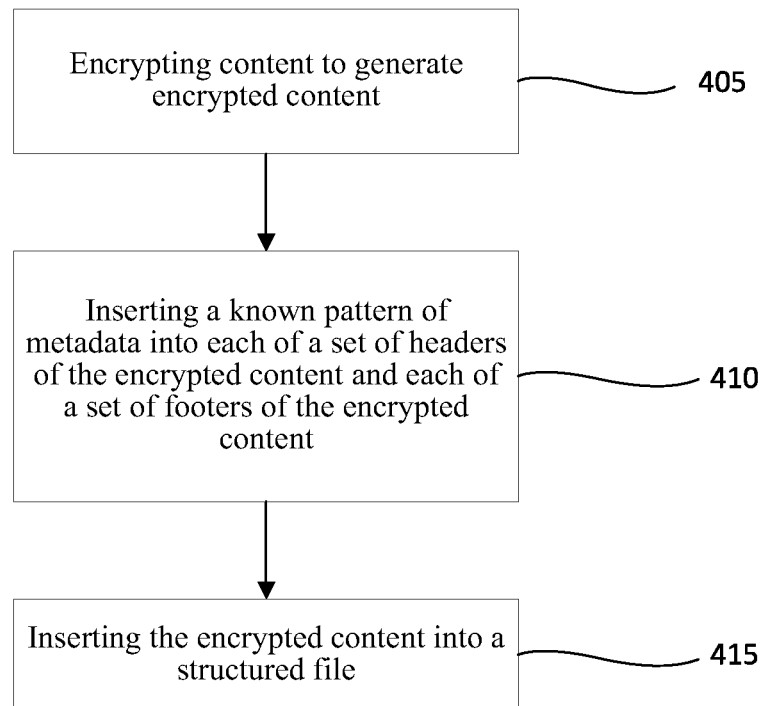 Encrypting content to generate
encrypted content
405
Inserting a known pattern of
metadata into each of a set of headers
of the encrypted content and each of
a set of footers of the encrypted
content
410
Inserting the encrypted content into a
structured file
415